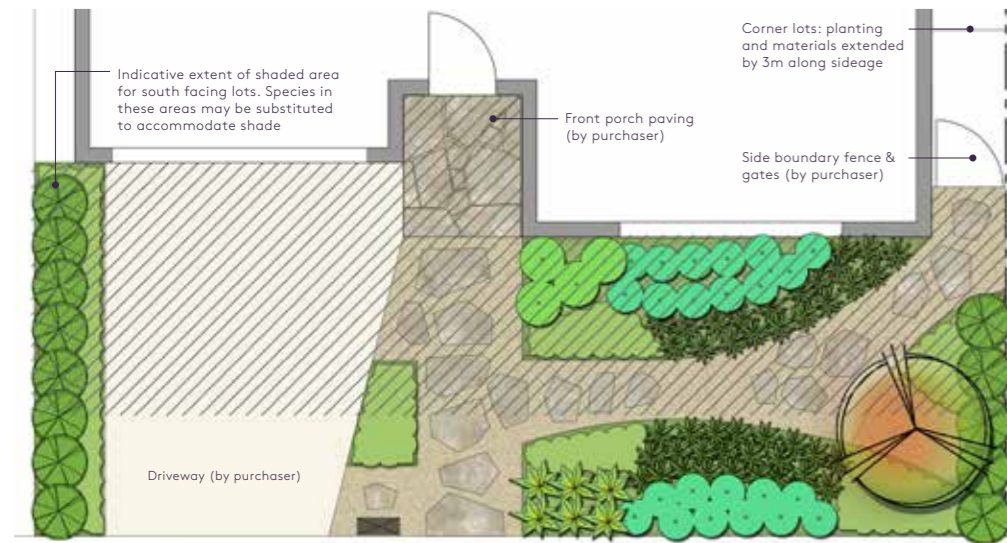 Indicative extent of shaded area
for south facing lots. Species in
these areas may be substituted
to accommodate shade
Front porch paving
(by purchaser)
Corner lots: planting
and materials extended
by 3m along sideage
Side boundary fence &
gates (by purchaser)
Driveway (by purchaser)